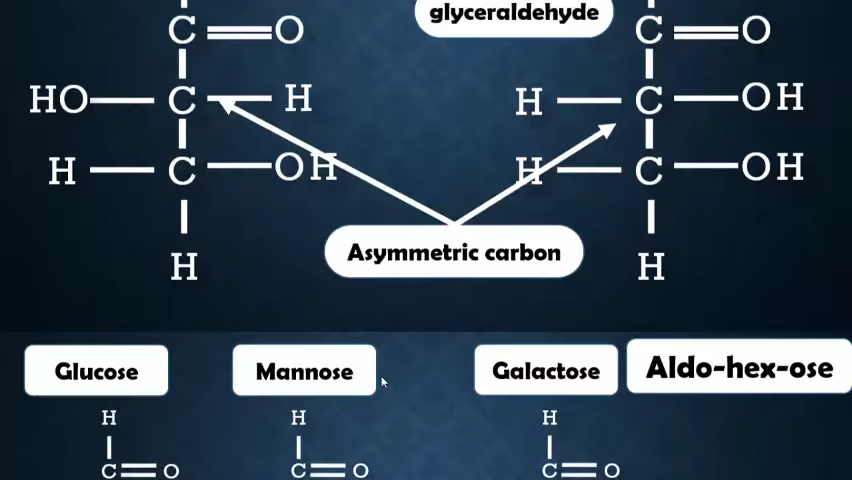 glyceraldehyde
C O C O
HO C H H C OH
H C OH H C OH
Asymmetric carbon
H H
Glucose Mannose Galactose Aldo-hex-ose
H H H
C O C O C O